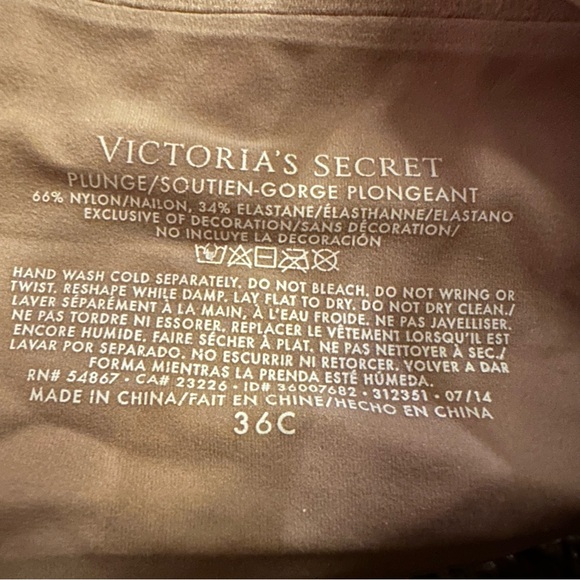 VICTORIA'S SECRET
PLUNGE/SOUTIEN-GORGE PLONGEANT
66% NYLON/NAILON, 34% ELASTANE/ÉLASTHANNE/ELASTANO
EXCLUSIVE OF DECORATION/SANS DÉCORATION/
NO INCLUYE LA DECORACIÓN
HAND WASH COLD SEPARATELY. DO NOT BLEACH. DO NOT WRING OR
TWIST. RESHAPE WHILE DAMP. LAY FLAT TO DRY. DO NOT DRY CLEAN./
LAVER SÉPARÉMENT À LA MAIN, À L'EAU FROIDE. NE PAS JAVELLISER.
NE PAS TORDRE NI ESSORER. REPLACER LE VÊTEMENT LORSQU'IL EST
ENCORE HUMIDE. FAIRE SÉCHER À PLAT. NE PAS NETTOYER À SEC./
LAVAR POR SEPARADO. NO ESCURRIR NI RETORCER. VOLVER A DAR
FORMA MIENTRAS LA PRENDA ESTÉ HÚMEDA.
RN# 54867 • CA# 23226 • ID# 36007682 • 312351 • 07/14
MADE IN CHINA/FAIT EN CHINE/HECHO EN CHINA
36C